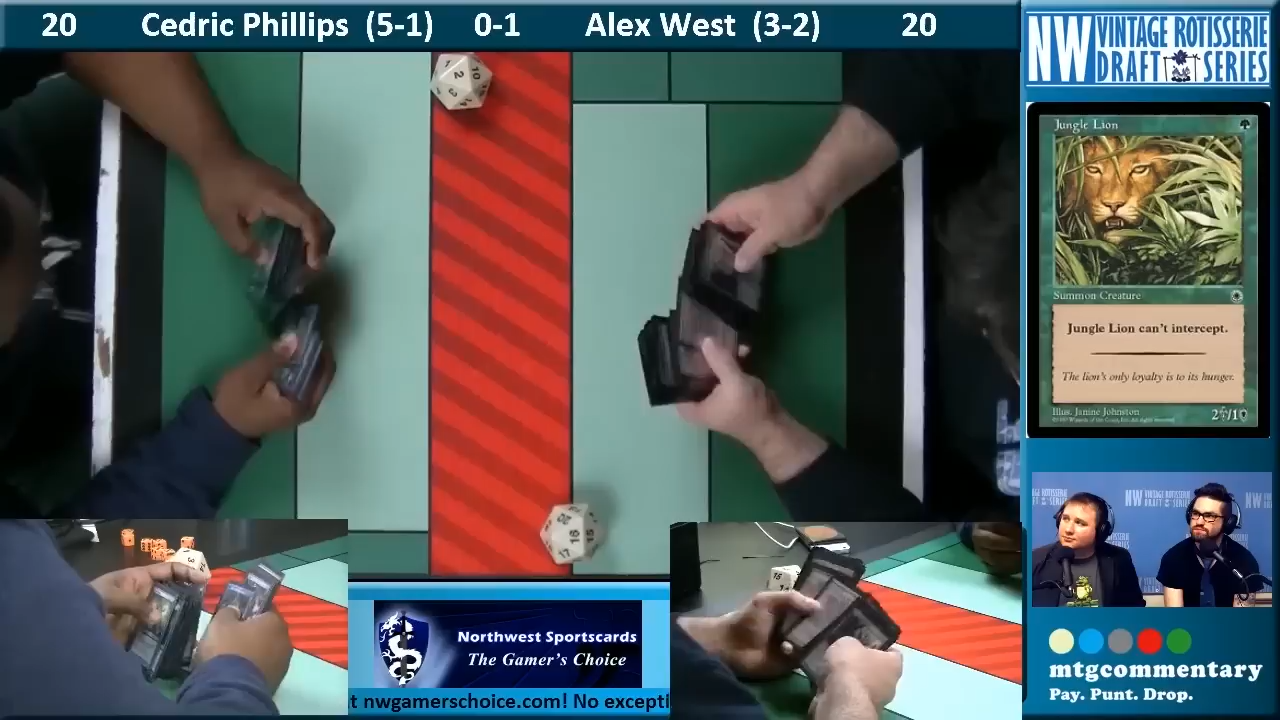 20 Cedric Phillips (5-1) 0-1 Alex West (3-2) 20
NW VINTAGE ROTISSERIE
DRAFT SERIES
Jungle Lion
Summon Creature
Jungle Lion can't intercept.
The lion's only loyalty is to its hunger.
Illus. Janine Johnston
2/1
Northwest Sportscards
The Gamer's Choice
t nwgamerschoice.com! No excepti
NW
mtgcommentary
Pay. Punt. Drop.